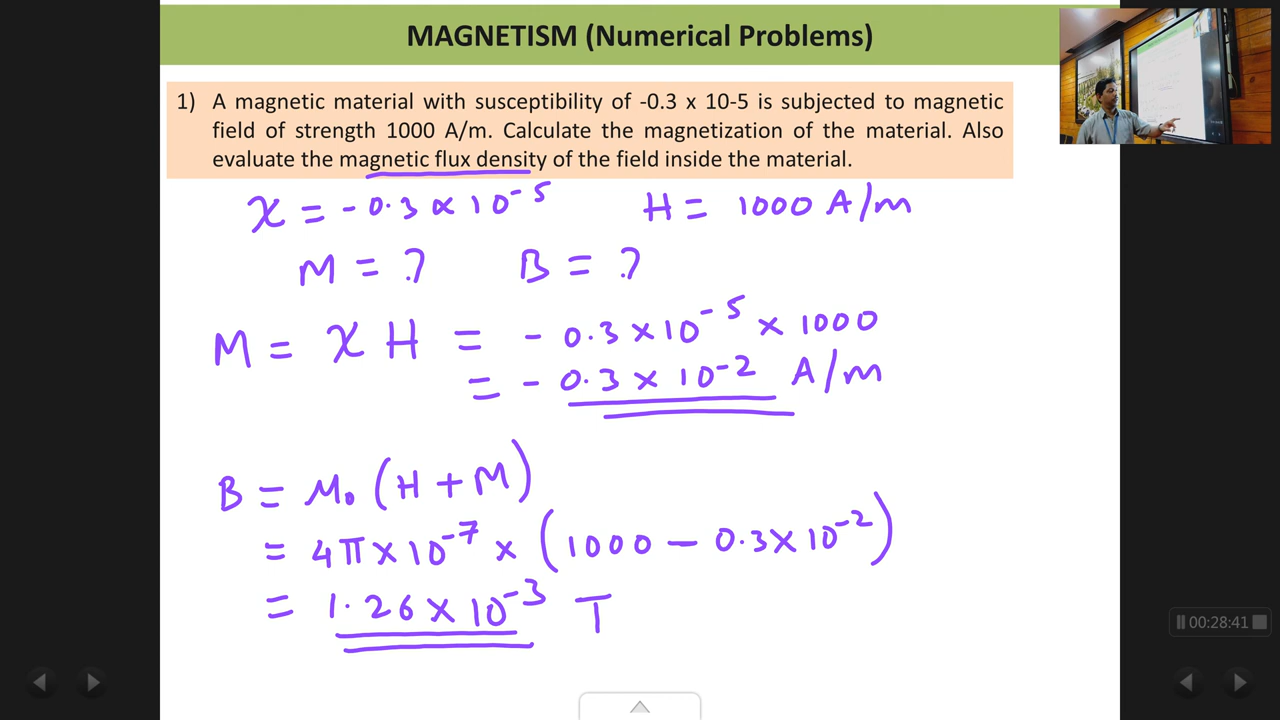 MAGNETISM (Numerical Problems)
1) A magnetic material with susceptibility of -0.3 x 10-5 is subjected to magnetic
field of strength 1000 A/m. Calculate the magnetization of the material. Also
evaluate the magnetic flux density of the field inside the material.
χ = - 0.3 × 10⁻⁵ H = 1000 A/m
M = ? B = ?
M = χ H = - 0.3 × 10⁻⁵ × 1000
= - 0.3 × 10⁻² A/m
B = μ₀ (H + M)
= 4π × 10⁻⁷ × (1000 — 0.3 × 10⁻²)
= 1.26 × 10⁻³ T
00:28:41